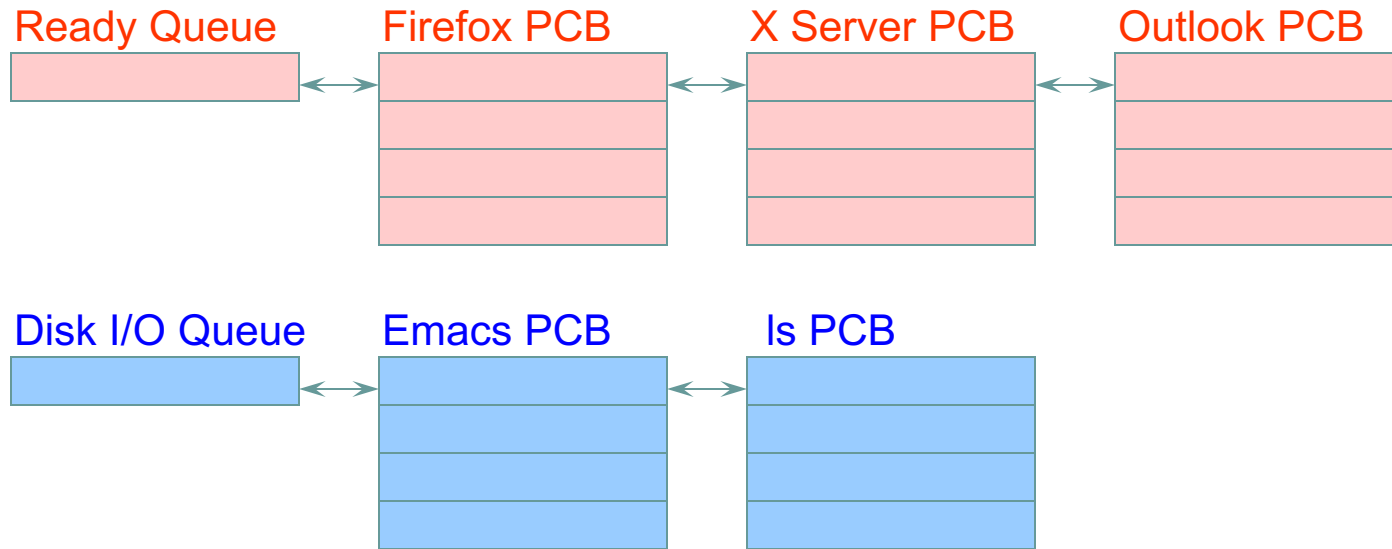 Ready Queue Firefox PCB X Server PCB Outlook PCB
Disk I/O Queue Emacs PCB ls PCB